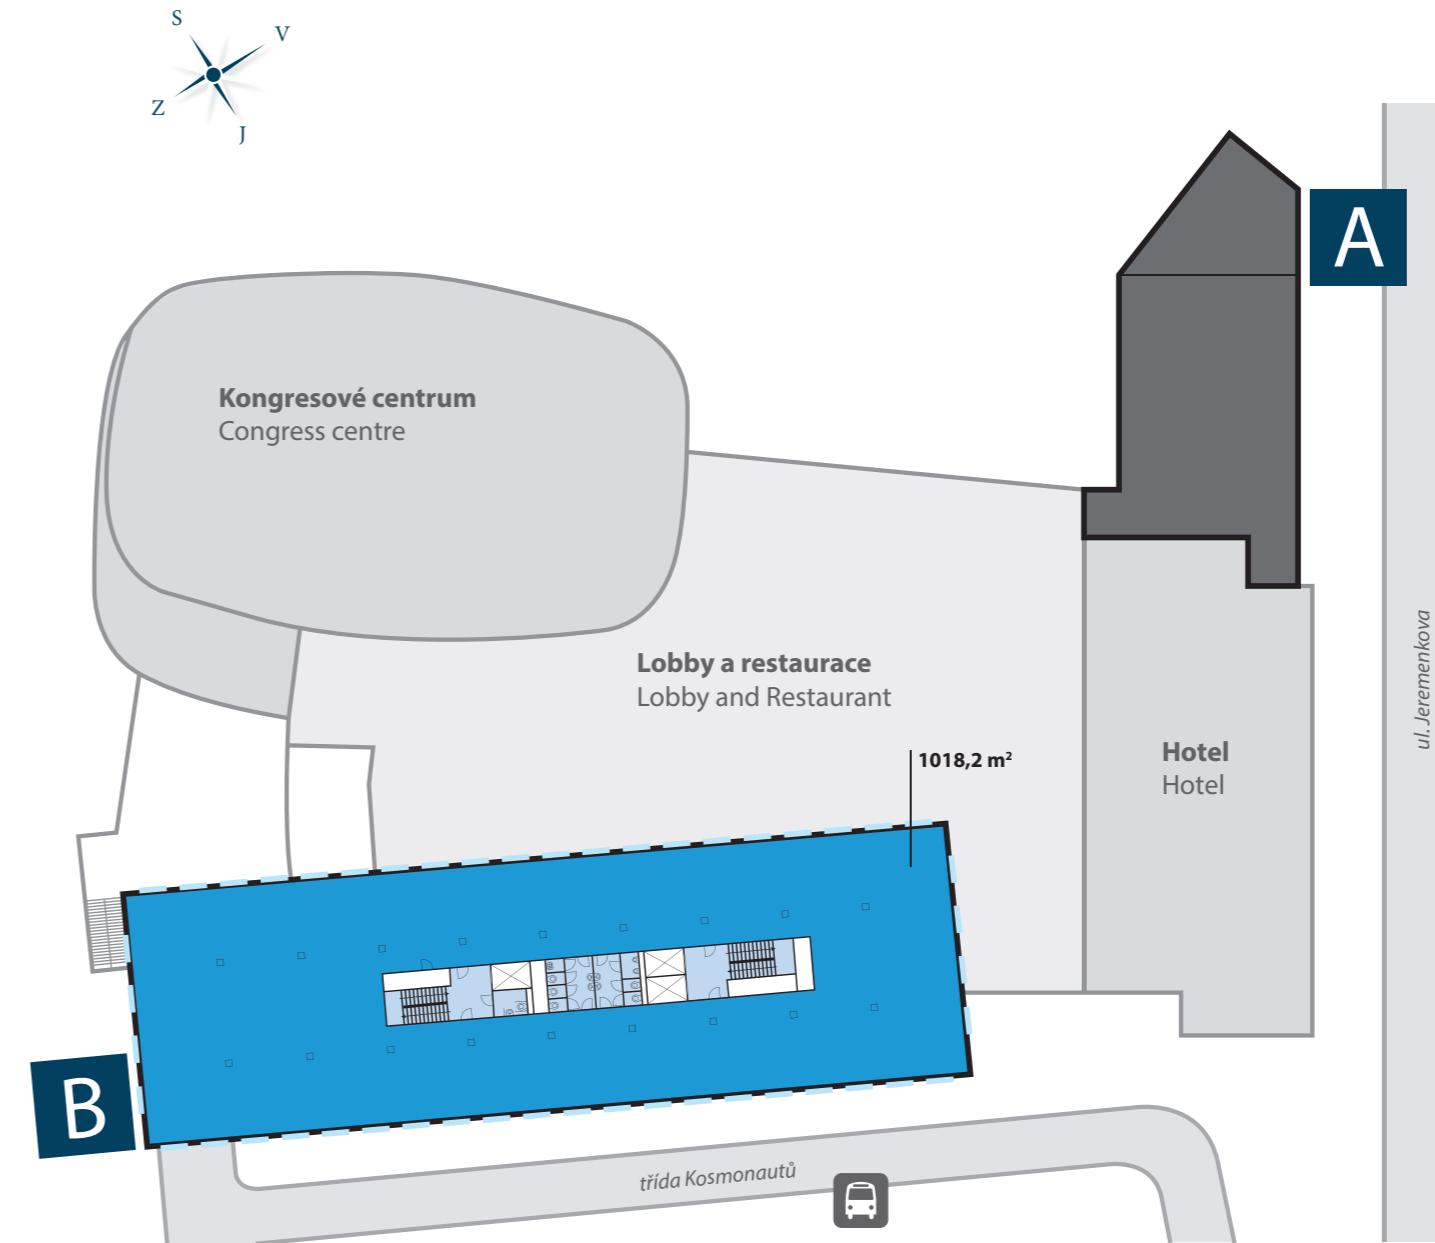 S
V
Z
J
A
Kongresové centrum
Congress centre
Lobby a restaurace
Lobby and Restaurant
ul. Jeremenkova
Hotel
Hotel
1018,2 m²
B
třída Kosmonautů